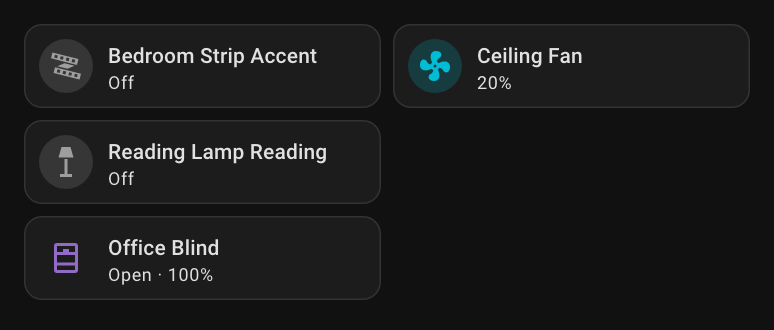 Bedroom Strip Accent
Off
Ceiling Fan
20%
Reading Lamp Reading
Off
Office Blind
Open · 100%